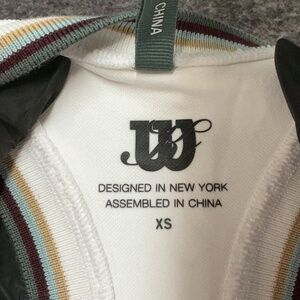 CHINA
W
DESIGNED IN NEW YORK
ASSEMBLED IN CHINA
XS